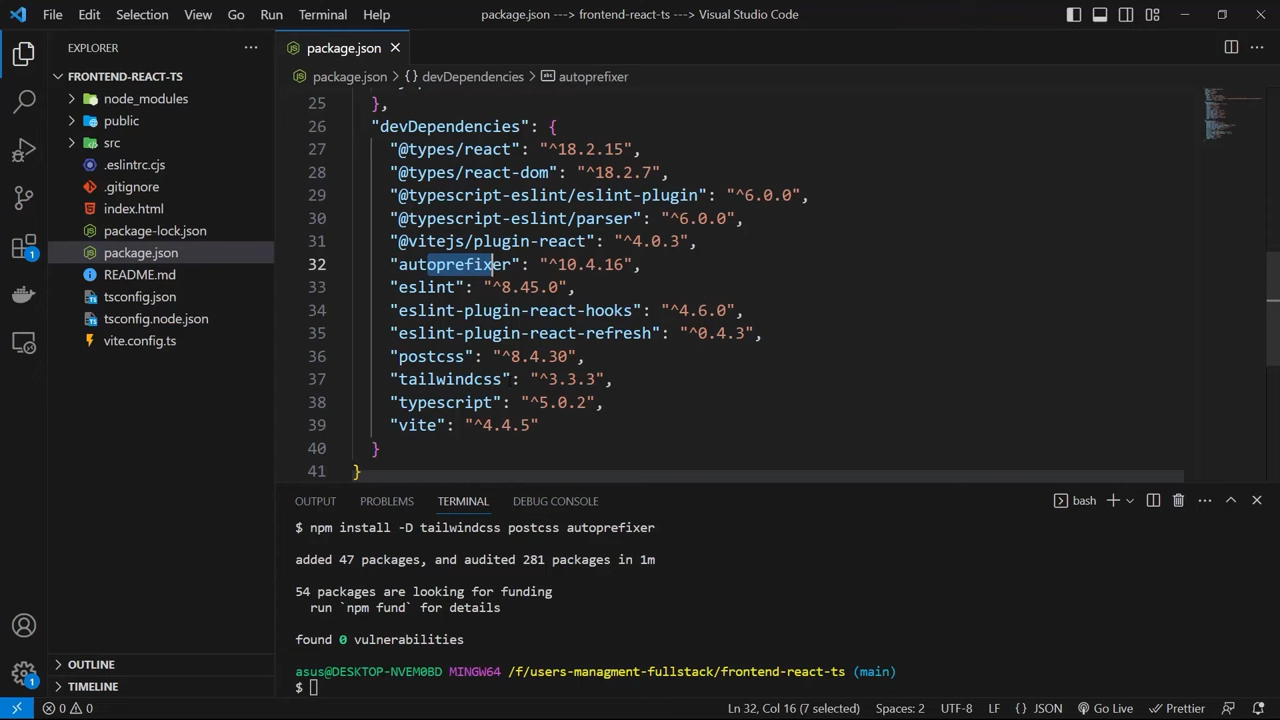 File Edit Selection View Go Run Terminal Help
package.json ---> frontend-react-ts ---> Visual Studio Code
EXPLORER
FRONTEND-REACT-TS
node_modules
public
src
.eslintrc.cjs
.gitignore
index.html
package-lock.json
package.json
README.md
tsconfig.json
tsconfig.node.json
vite.config.ts
OUTLINE
TIMELINE
1
1
package.json
package.json > {} devDependencies > abc autoprefixer
25 },
26 "devDependencies": {
27 "@types/react": "^18.2.15",
28 "@types/react-dom": "^18.2.7",
29 "@typescript-eslint/eslint-plugin": "^6.0.0",
30 "@typescript-eslint/parser": "^6.0.0",
31 "@vitejs/plugin-react": "^4.0.3",
32 "autoprefixer": "^10.4.16",
33 "eslint": "^8.45.0",
34 "eslint-plugin-react-hooks": "^4.6.0",
35 "eslint-plugin-react-refresh": "^0.4.3",
36 "postcss": "^8.4.30",
37 "tailwindcss": "^3.3.3",
38 "typescript": "^5.0.2",
39 "vite": "^4.4.5"
40 }
41 }
OUTPUT PROBLEMS TERMINAL DEBUG CONSOLE
bash
$ npm install -D tailwindcss postcss autoprefixer
added 47 packages, and audited 281 packages in 1m
54 packages are looking for funding
run `npm fund` for details
found 0 vulnerabilities
asus@DESKTOP-NVEM0BD MINGW64 /f/users-managment-fullstack/frontend-react-ts (main)
$
0 0 Ln 32, Col 16 (7 selected) Spaces: 2 UTF-8 LF {} JSON Go Live Prettier